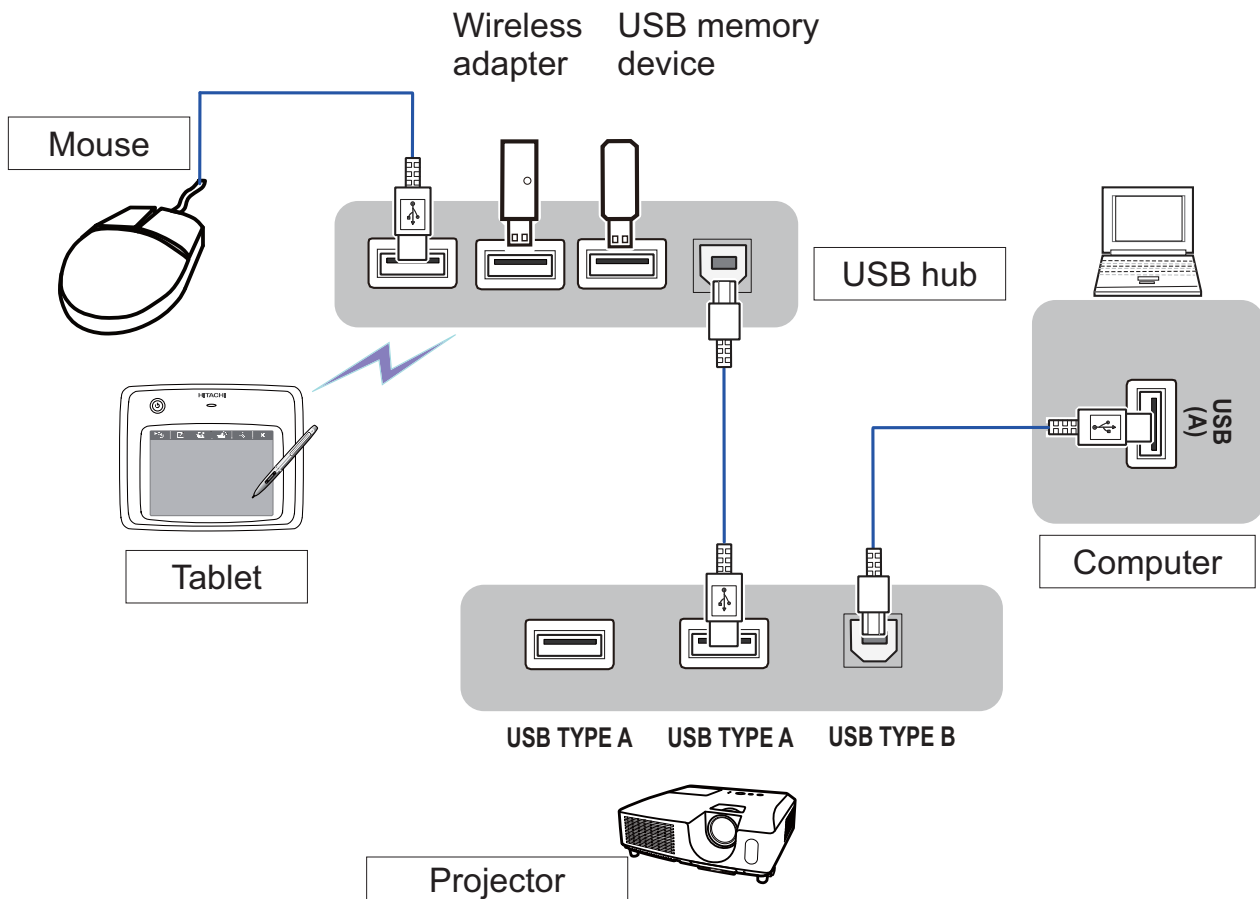 Wireless
adapter
USB memory
device
Mouse
USB hub
HITACHI
USB
(A)
Tablet
Computer
USB TYPE A
USB TYPE A
USB TYPE B
Projector